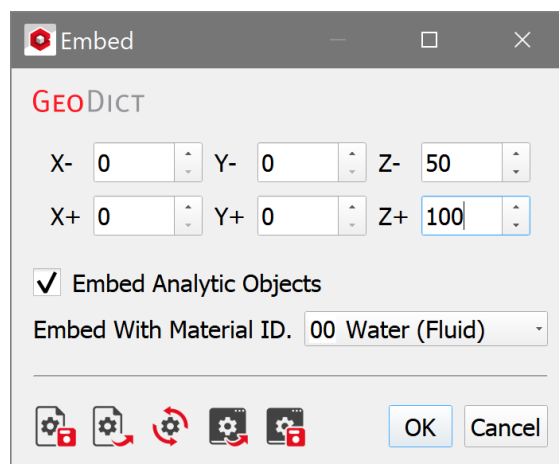 Embed
GEODICT
X- 0 Y- 0 Z- 50
X+ 0 Y+ 0 Z+ 100
Embed Analytic Objects
Embed With Material ID. 00 Water (Fluid)
OK Cancel